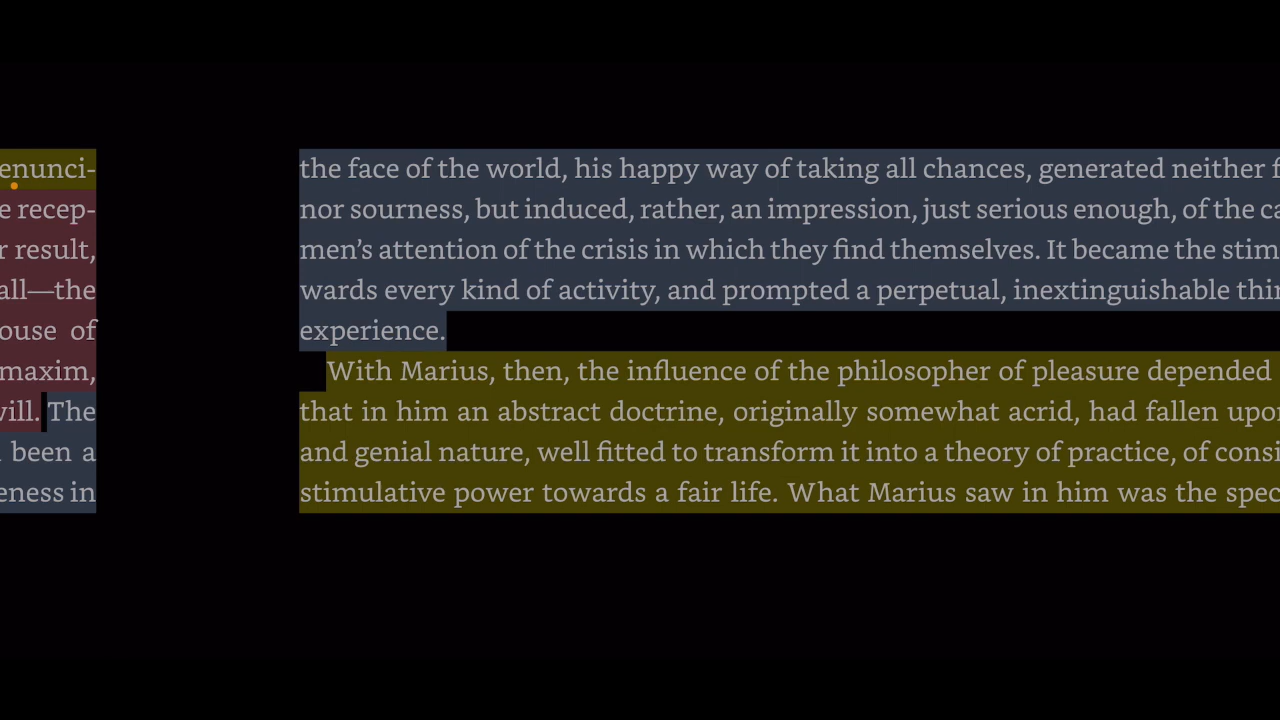 enunci-
e recep-
r result,
all—the
ouse of
maxim,
will. The
been a
eness in
the face of the world, his happy way of taking all chances, generated neither f
nor sourness, but induced, rather, an impression, just serious enough, of the ca
men’s attention of the crisis in which they find themselves. It became the stim
wards every kind of activity, and prompted a perpetual, inextinguishable thir
experience.
With Marius, then, the influence of the philosopher of pleasure depended
that in him an abstract doctrine, originally somewhat acrid, had fallen upon
and genial nature, well fitted to transform it into a theory of practice, of consi
stimulative power towards a fair life. What Marius saw in him was the spec